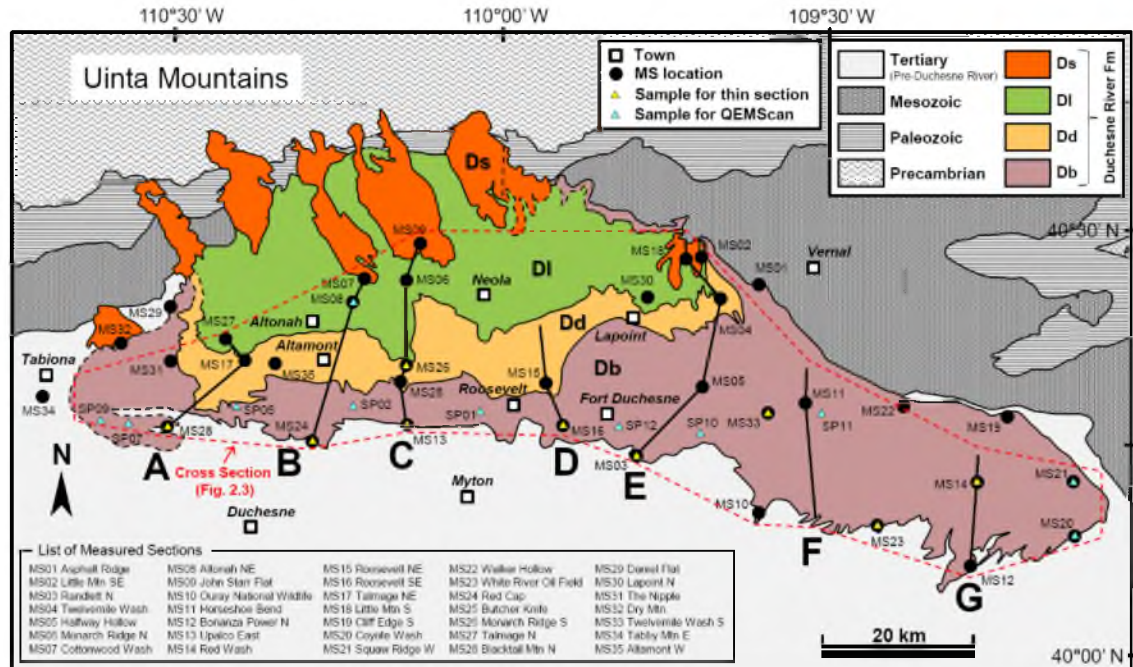 110°30' W
110°00' W
109°30' W
Uinta Mountains
Town
MS location
Sample for thin section
Sample for QEMScan
Tertiary
(Pre-Duchesne River)
Mesozoic
Paleozoic
Precambrian
Ds
Dl
Dd
Db
Duchesne River Fm
40°30' N
Ds
MS09
MS18
MS02
Vernal
MS07
MS06
Dl
MS01
MS29
MS08
Neola
MS30
MS32
MS27
Altonah
Dd
Lapoint
MS04
Tabiona
MS31
MS17
Altamont
MS35
MS26
Db
MS34
MS28
MS15
MS05
MS11
SP09
SP06
SP02
Roosevelt
Fort Duchesne
MS33
MS22
SP07
SP01
SP12
SP10
SP11
MS19
MS28
MS24
MS13
MS16
N
A
B
C
D
E
MS03
MS14
MS21
Cross Section
(Fig. 2.3)
Myton
MS10
Duchesne
F
MS23
MS20
G
MS12
List of Measured Sections
MS01 Asphalt Ridge
MS02 Little Mtn SE
MS03 Randlett N
MS04 Twelvemile Wash
MS05 Halfway Hollow
MS06 Monarch Ridge N
MS07 Cottonwood Wash
MS08 Altonah NE
MS09 John Starr Flat
MS10 Ouray National Wildlife
MS11 Horseshoe Bend
MS12 Bonanza Power N
MS13 Upalco East
MS14 Red Wash
MS15 Roosevelt NE
MS16 Roosevelt SE
MS17 Talmage NE
MS18 Little Mtn S
MS19 Cliff Edge S
MS20 Coyote Wash
MS21 Squaw Ridge W
MS22 Walker Hollow
MS23 White River Oil Field
MS24 Red Cap
MS25 Butcher Knife
MS26 Monarch Ridge S
MS27 Talmage N
MS28 Blacktail Mtn N
MS29 Daniel Flat
MS30 Lapoint N
MS31 The Nipple
MS32 Dry Mtn
MS33 Twelvemile Wash S
MS34 Tabby Mtn E
MS35 Altamont W
20 km
40°00' N